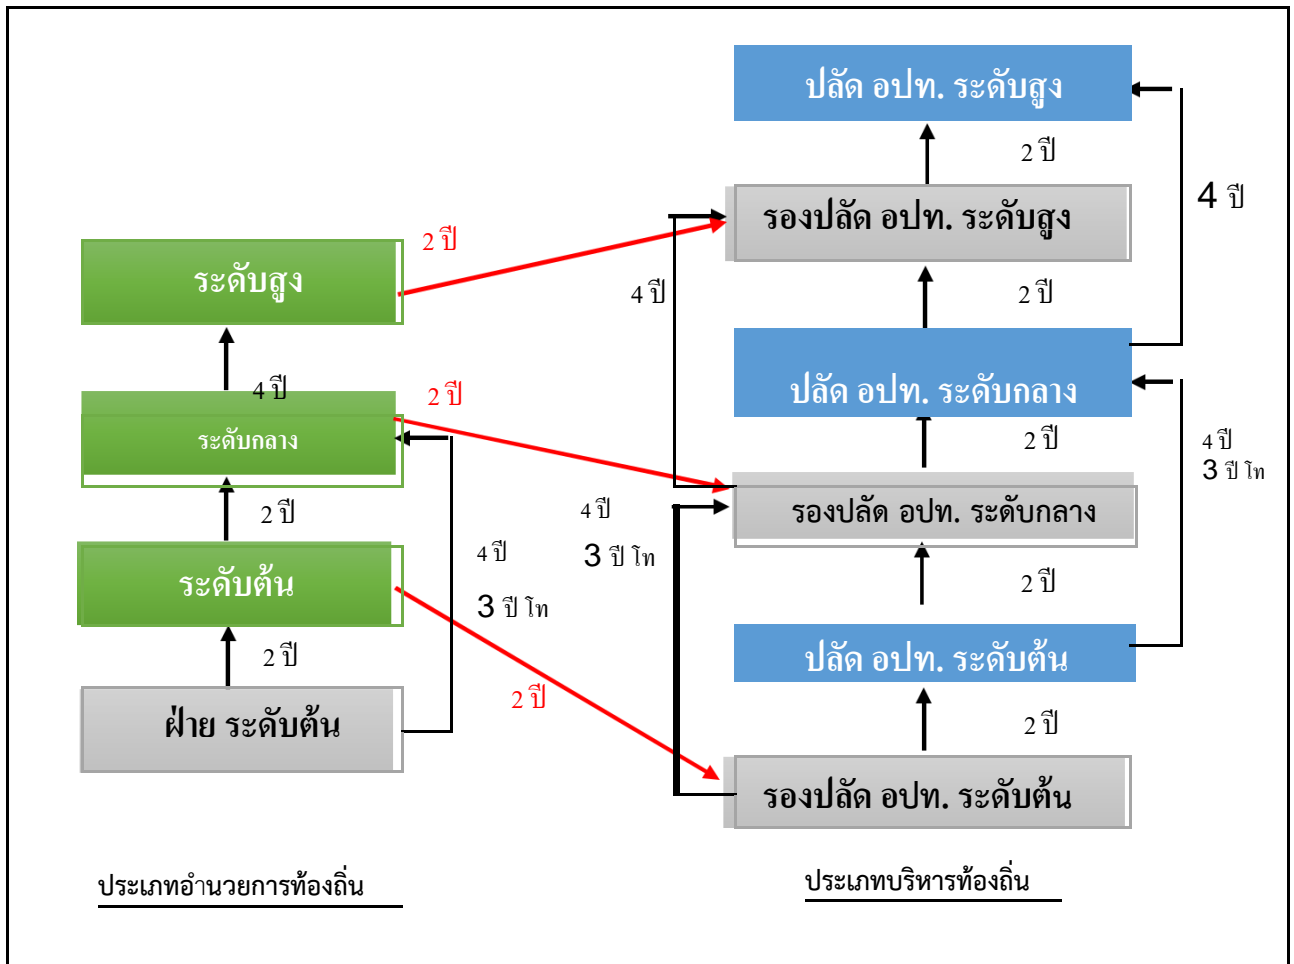 ปลัด อปท. ระดับสูง
2 ปี
4 ปี
รองปลัด อปท. ระดับสูง
2 ปี
ระดับสูง
4 ปี
2 ปี
4 ปี
2 ปี
ปลัด อปท. ระดับกลาง
ระดับกลาง
2 ปี
4 ปี
3 ปี โท
2 ปี
4 ปี
3 ปี โท
รองปลัด อปท. ระดับกลาง
4 ปี
3 ปี โท
ระดับต้น
2 ปี
2 ปี
2 ปี
ปลัด อปท. ระดับต้น
ฝ่าย ระดับต้น
2 ปี
รองปลัด อปท. ระดับต้น
ประเภทอำนวยการท้องถิ่น
ประเภทบริหารท้องถิ่น